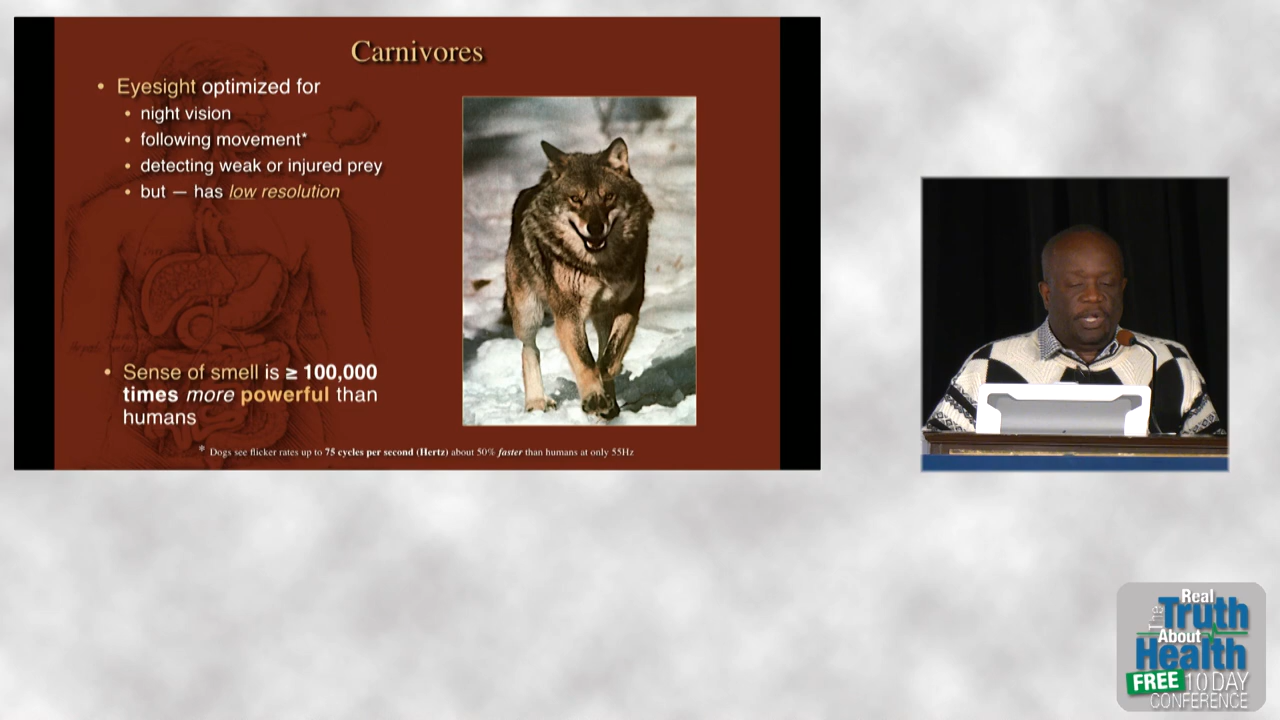 Carnivores
• Eyesight optimized for
• night vision
• following movement*
• detecting weak or injured prey
• but — has low resolution
• Sense of smell is ≥ 100,000
times more powerful than
humans
* Dogs see flicker rates up to 75 cycles per second (Hertz) about 50% faster than humans at only 55Hz
The Real
Truth
About
Health
FREE 10 DAY
CONFERENCE